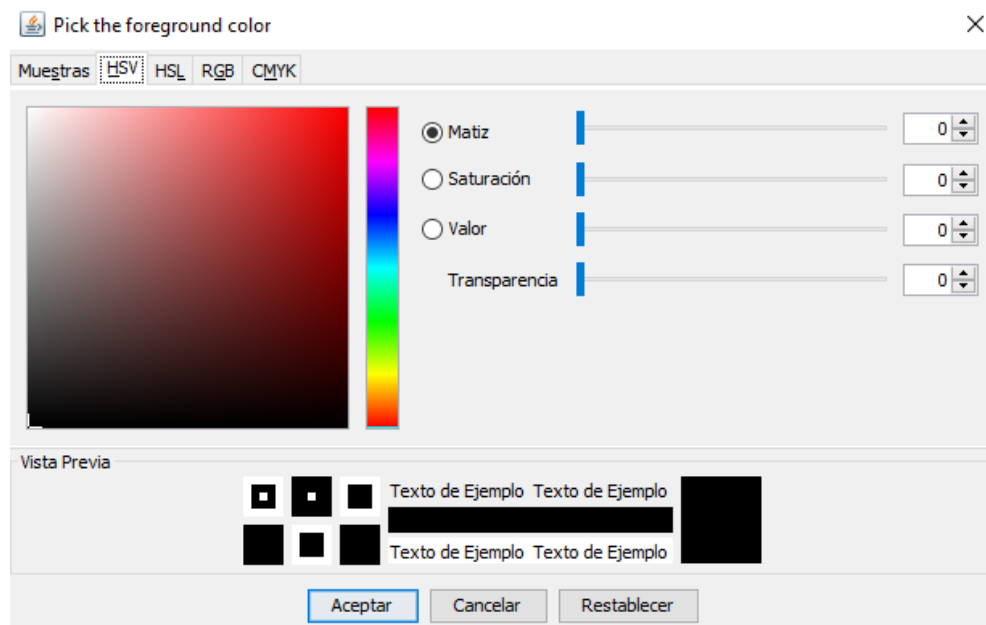 Pick the foreground color
Muestras HSV HSL RGB CMYK
Matiz 0
Saturación 0
Valor 0
Transparencia 0
Vista Previa
Texto de Ejemplo Texto de Ejemplo
Texto de Ejemplo Texto de Ejemplo
Aceptar Cancelar Restablecer